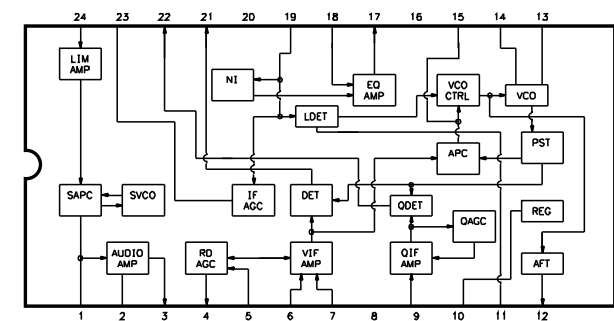 24 23 22 21 20 19 18 17 16 15 14 13
LIM
AMP
NI
EQ
AMP
VCO
CTRL
VCO
LDET
PST
APC
SAPC
SVCO
IF
AGC
DET
QDET
QAGC
REG
AUDIO
AMP
RD
AGC
VIF
AMP
QIF
AMP
AFT
1 2 3 4 5 6 7 8 9 10 11 12